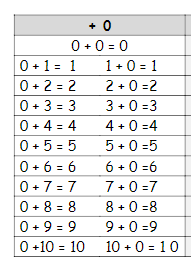 + 0
0 + 0 = 0
0 + 1 = 1 1 + 0 = 1
0 + 2 = 2 2 + 0 =2
0 + 3 = 3 3 + 0 =3
0 + 4 = 4 4 + 0 =4
0 + 5 = 5 5 + 0 =5
0 + 6 = 6 6 + 0 =6
0 + 7 = 7 7 + 0 =7
0 + 8 = 8 8 + 0 =8
0 + 9 = 9 9 + 0 =9
0 +10 = 10 10 + 0 = 1 0